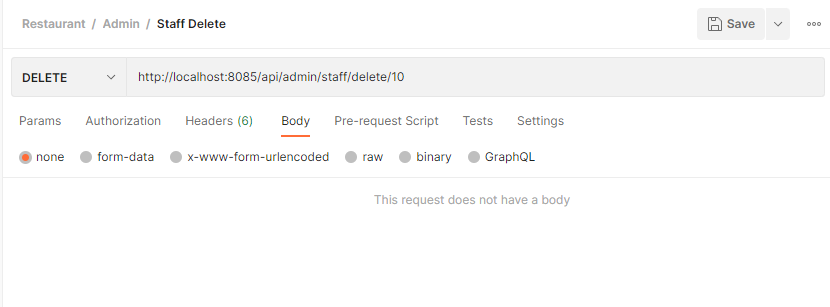 Restaurant / Admin / Staff Delete
Save
DELETE
http://localhost:8085/api/admin/staff/delete/10
Params Authorization Headers (6) Body Pre-request Script Tests Settings
none form-data x-www-form-urlencoded raw binary GraphQL
This request does not have a body